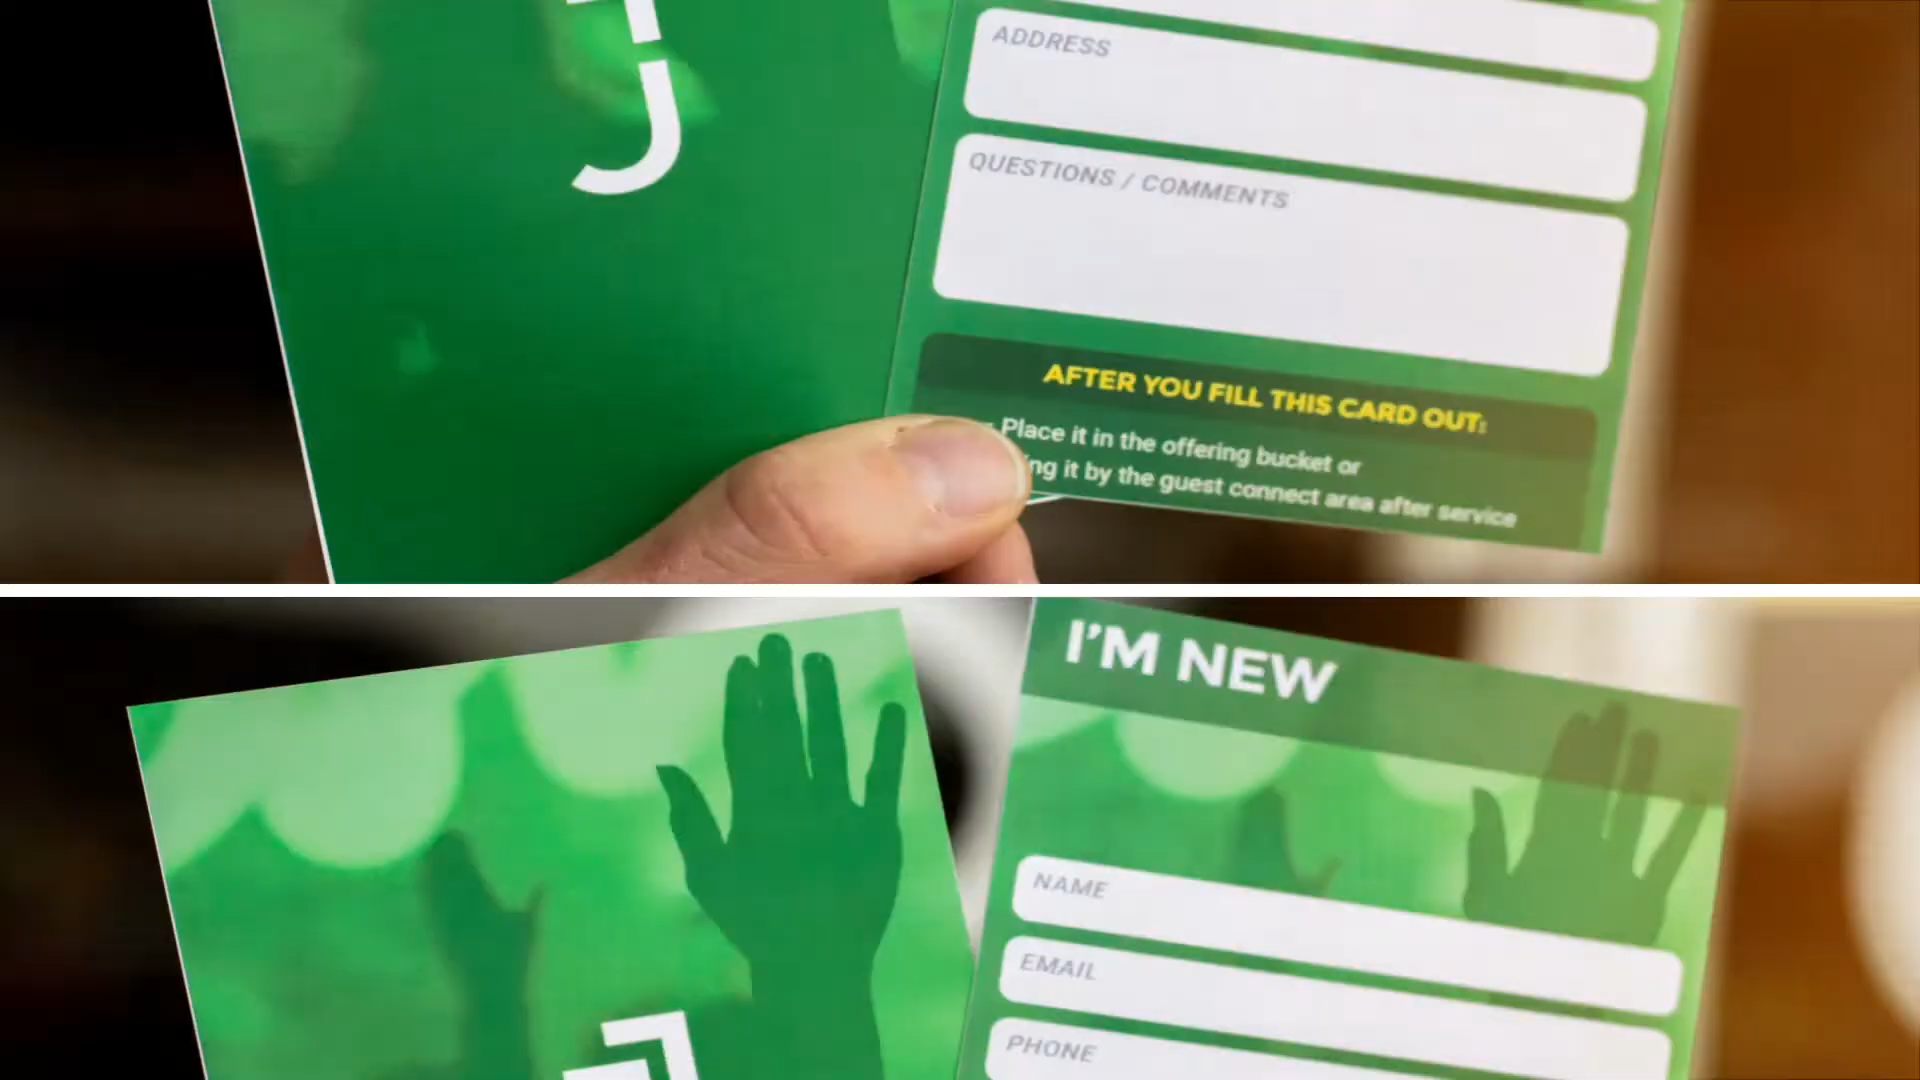 ADDRESS
QUESTIONS / COMMENTS
AFTER YOU FILL THIS CARD OUT:
Place it in the offering bucket or
it by the guest connect area after service
I'M NEW
NAME
EMAIL
PHONE